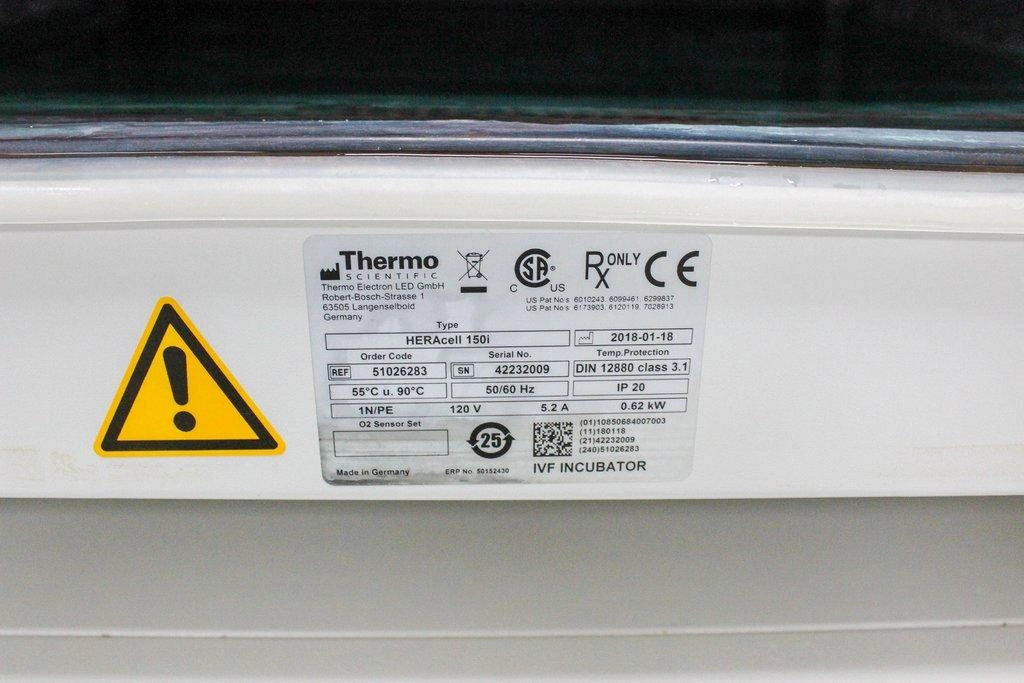 Thermo
SCIENTIFIC
Thermo Electron LED GmbH
Robert-Bosch-Strasse 1
63505 Langenselbold
Germany
C SA ® US
Rx ONLY
CE
US Pat No's 6010243, 6099461, 6299837
US Pat No's 6173903, 6120119, 7028913
Type
HERAcell 150i
2018-01-18
Order Code
Serial No.
Temp.Protection
REF 51026283
SN 42232009
DIN 12880 class 3.1
55°C u. 90°C
50/60 Hz
IP 20
1N/PE 120 V 5.2 A 0.62 kW
O2 Sensor Set
25
(01)10850684007003
(11)180118
(21)42232009
(240)51026283
Made in Germany
ERP No. 50152430
IVF INCUBATOR